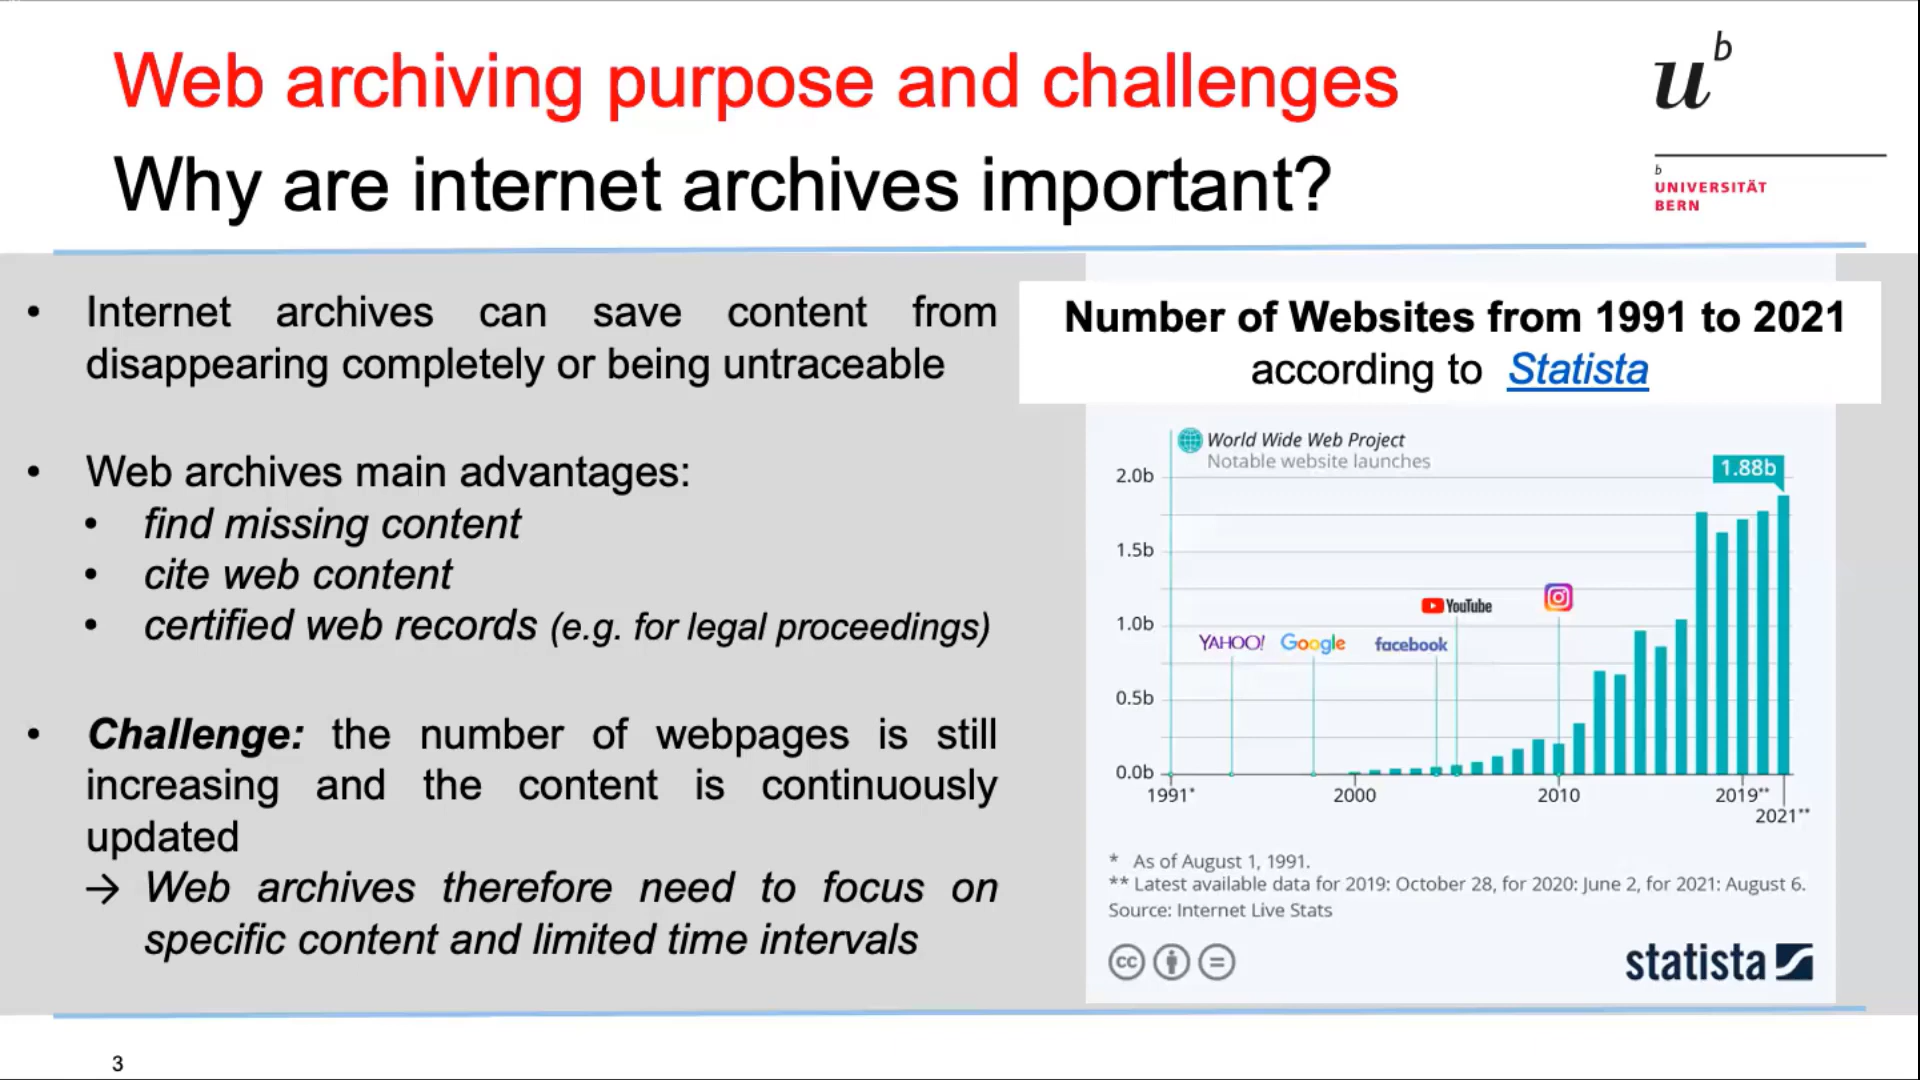 Web archiving purpose and challenges
Why are internet archives important?
u b
b
UNIVERSITÄT
BERN
• Internet archives can save content from
disappearing completely or being untraceable
• Web archives main advantages:
• find missing content
• cite web content
• certified web records (e.g. for legal proceedings)
• Challenge: the number of webpages is still
increasing and the content is continuously
updated
→ Web archives therefore need to focus on
specific content and limited time intervals
Number of Websites from 1991 to 2021
according to Statista
World Wide Web Project
Notable website launches
1.88b
2.0b
1.5b
YouTube
1.0b
YAHOO! Google facebook
0.5b
0.0b
1991* 2000 2010 2019**
2021**
* As of August 1, 1991.
** Latest available data for 2019: October 28, for 2020: June 2, for 2021: August 6.
Source: Internet Live Stats
cc
statista
3